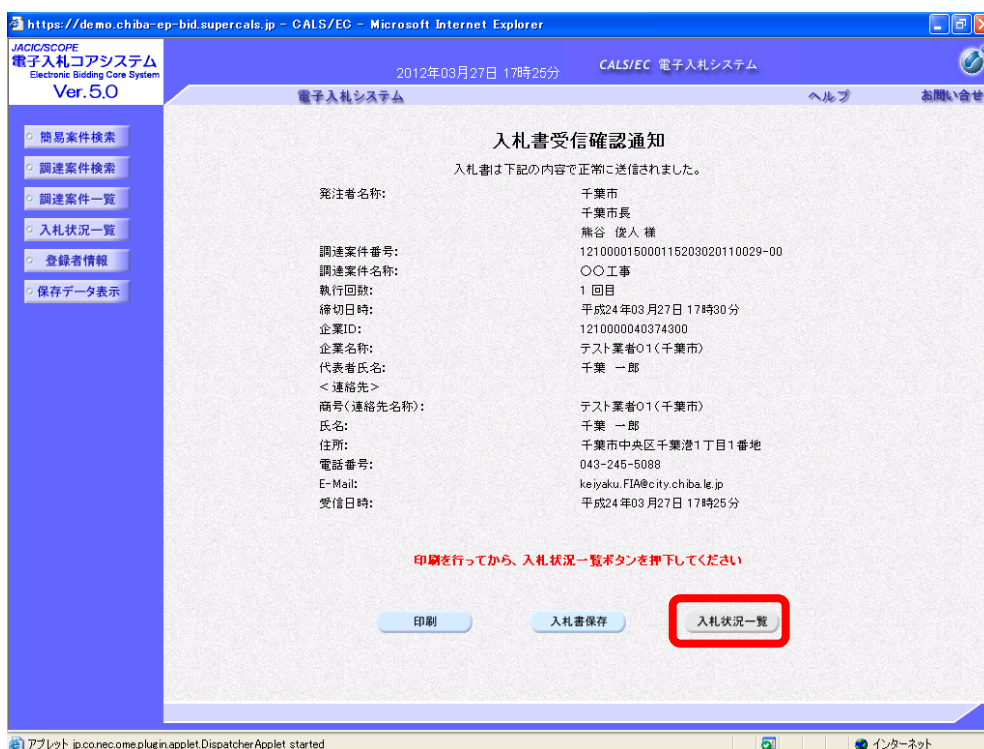 https://demo.chiba-ep-bid.supercals.jp - CALS/EC - Microsoft Internet Explorer
JACIC/SCOPE
電子入札コアシステム
Electronic Bidding Core System
Ver.5.0
2012年03月27日 17時25分
CALS/EC 電子入札システム
電子入札システム
ヘルプ
お問い合せ
簡易案件検索
調達案件検索
調達案件一覧
入札状況一覧
登録者情報
保存データ表示
入札書受信確認通知
入札書は下記の内容で正常に送信されました。
発注者名称: 千葉市
千葉市長
熊谷 俊人 様
調達案件番号: 1210000150001152030201​10029-00
調達案件名称: 〇〇工事
執行回数: 1 回目
締切日時: 平成24年03月27日 17時30分
企業ID: 1210000040374300
企業名称: テスト業者01(千葉市)
代表者氏名: 千葉 一郎
<連絡先>
商号(連絡先名称): テスト業者01(千葉市)
氏名: 千葉 一郎
住所: 千葉市中央区千葉港1丁目1番地
電話番号: 043-245-5088
E-Mail: keiyaku.FIA@city.chiba.lg.jp
受信日時: 平成24年03月27日 17時25分
印刷を行ってから、入札状況一覧ボタンを押下してください
印刷
入札書保存
入札状況一覧
アプレット jp.co.nec.ome.plugin.applet.DispatcherApplet started
インターネット